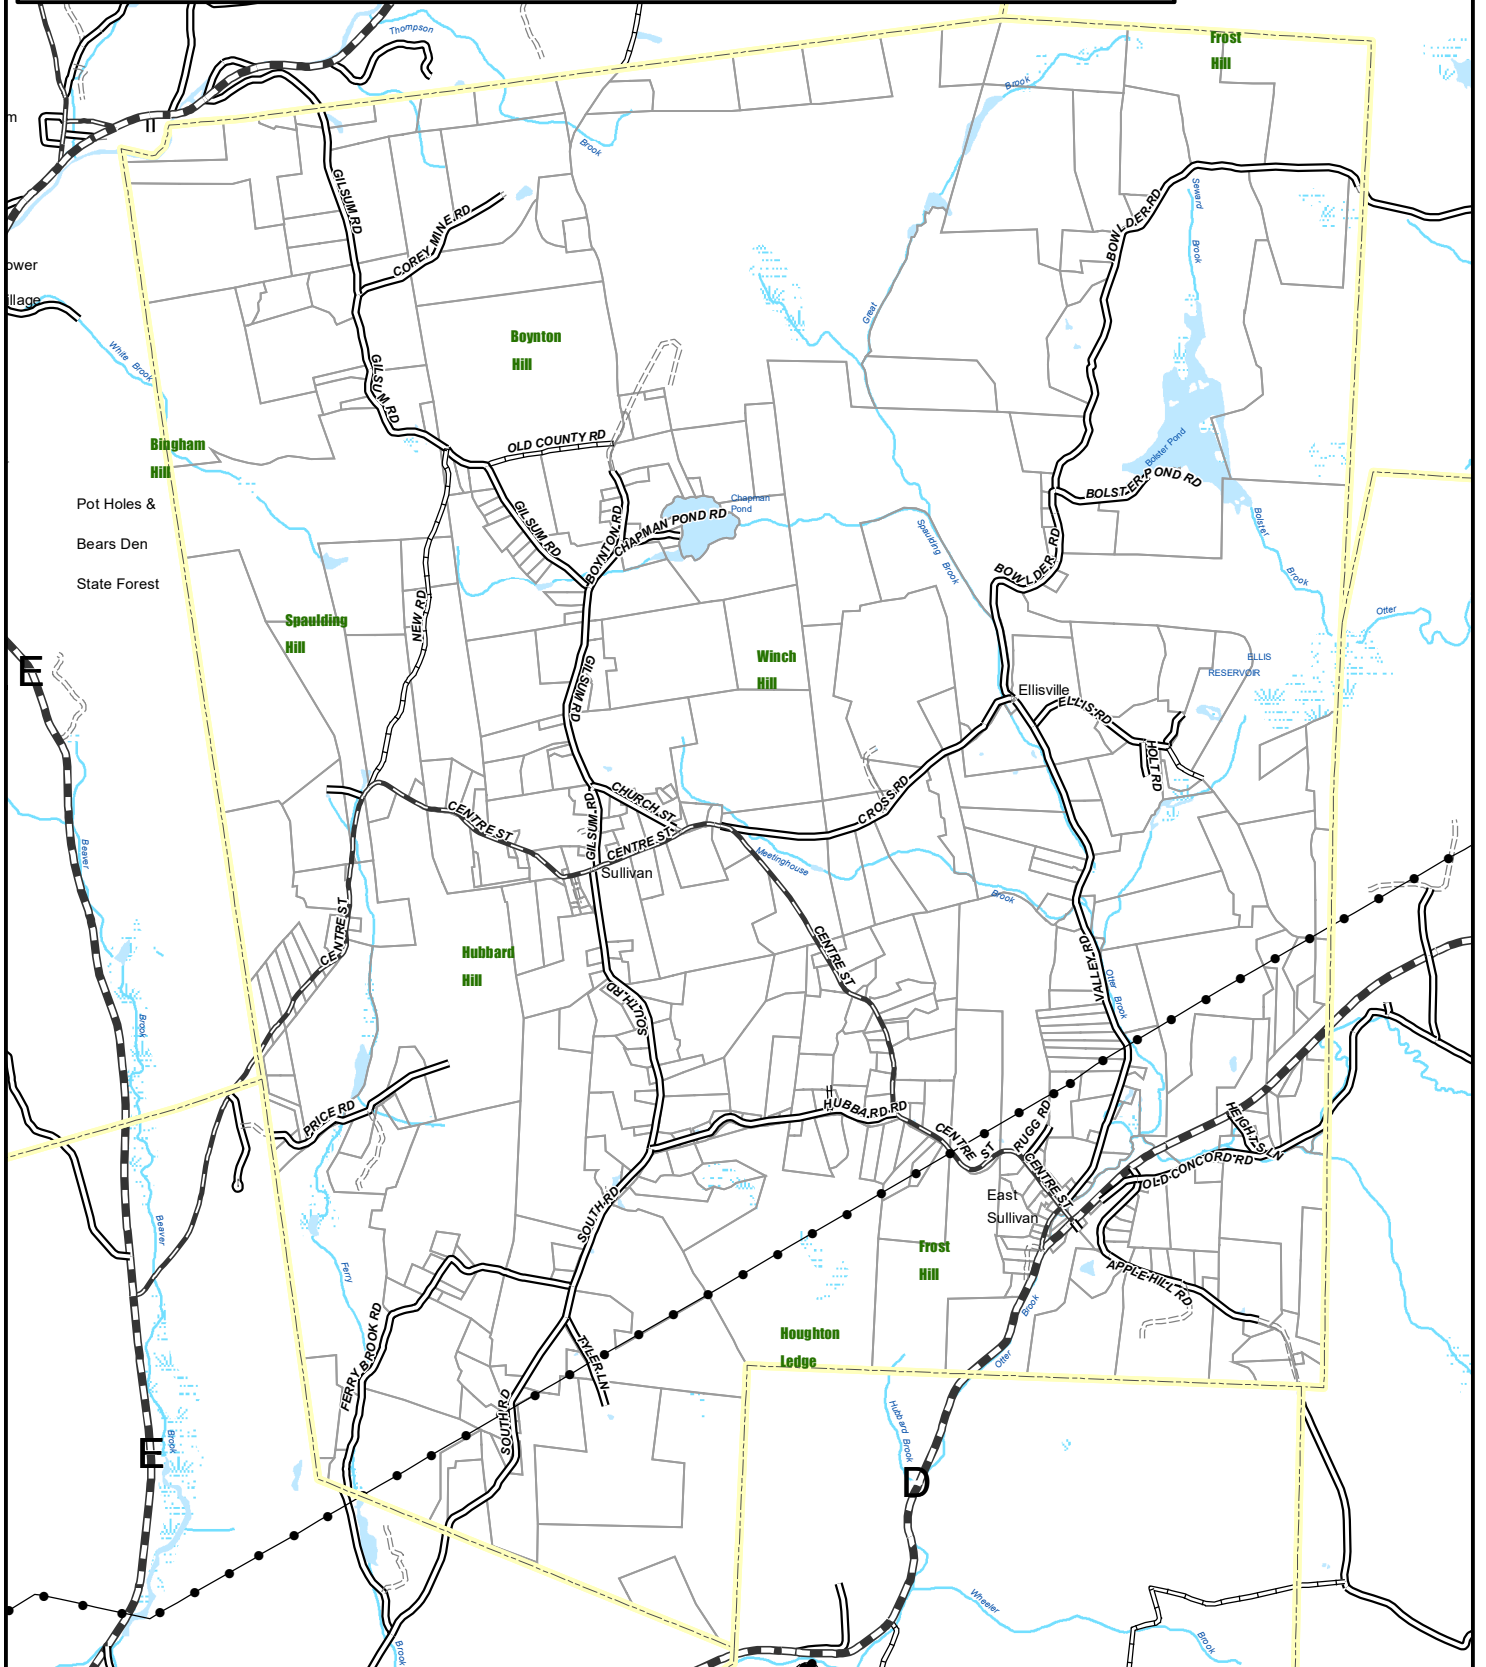 Thompson
Frost
Hill
Brook
m
Brook
GILSUM RD
COREY MINE RD
Seward
Brook
BOWLDER RD
ower
illage
Great
White Brook
Boynton
Hill
GILSUM RD
Bingham
Hill
OLD COUNTY RD
Bolster Pond
BOLSTER POND RD
Pot Holes &
Bears Den
State Forest
Chapman
Pond
GILSUM RD
BOYNTON RD
CHAPMAN POND RD
Spaulding Brook
Bolster
Brook
BOWLDER RD
Otter
NEW RD
Spaulding
Hill
Winch
Hill
ELLIS
RESERVOIR
E
GILSUM RD
Ellisville
ELLIS RD
HOLT RD
CHURCH ST
CROSS RD
CENTRE ST
GILSUM RD
CENTRE ST
Sullivan
Meetinghouse
Brook
Beaver
Brook
CENTRE ST
Hubbard
Hill
CENTRE ST
VALLEY RD
Otter Brook
SOUTH RD
PRICE RD
HUBBARD RD
CENTRE ST
RUGG RD
CENTRE ST
HEIGHTS LN
OLD CONCORD RD
East
Sullivan
Beaver
Brook
SOUTH RD
Ferry
Frost
Hill
APPLE HILL RD
Otter
Brook
Houghton
Ledge
FERRY BROOK RD
TYLER LN
SOUTH RD
Hubbard Brook
E
D
Wheeler
Brook
Brook